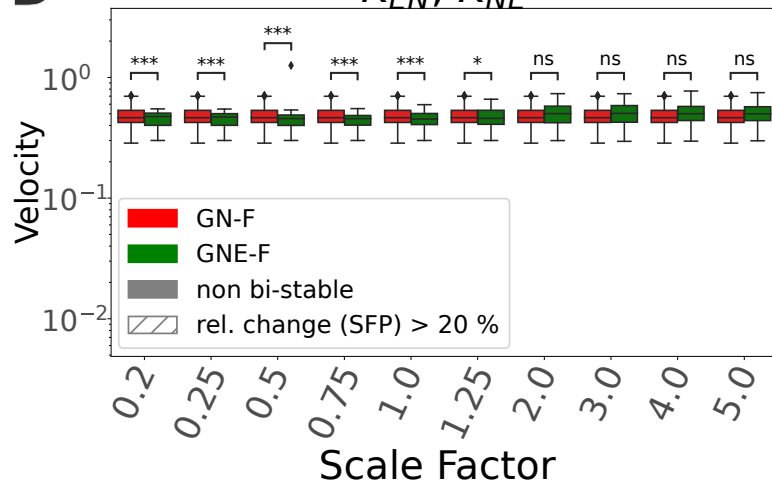 *** *** *** *** *** * ns ns ns ns
10⁰
10⁻¹
10⁻²
Velocity
GN-F
GNE-F
non bi-stable
rel. change (SFP) > 20 %
0.2 0.25 0.5 0.75 1.0 1.25 2.0 3.0 4.0 5.0
Scale Factor